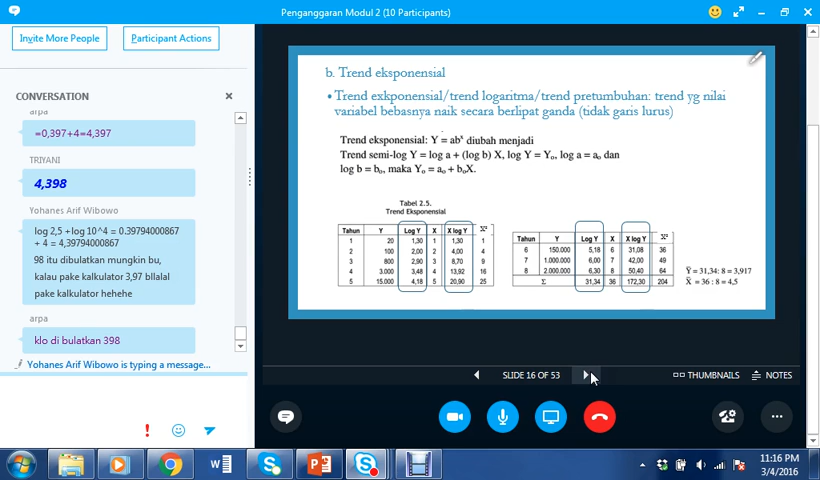 Penganggaran Modul 2 (10 Participants)
Invite More People
Participant Actions
CONVERSATION
arpa
=0,397+4=4,397
TRIYANI
4,398
Yohanes Arif Wibowo
log 2,5 +log 10^4 = 0.39794000867
+ 4 = 4,39794000867
98 itu dibulatkan mungkin bu,
kalau pake kalkulator 3,97 bllalal
pake kalkulator hehehe
arpa
klo di bulatkan 398
Yohanes Arif Wibowo is typing a message...
b. Trend eksponensial
• Trend exkponensial/trend logaritma/trend pretumbuhan: trend yg nilai
variabel bebasnya naik secara berlipat ganda (tidak garis lurus)
Trend eksponensial: Y = abˣ diubah menjadi
Trend semi-log Y = log a + (log b) X, log Y = Y₀, log a = a₀ dan
log b = b₀, maka Y₀ = a₀ + b₀X.
Tabel 2.5.
Trend Eksponensial
Tahun Y Log Y X X log Y X²
1 20 1,30 1 1,30 1
2 100 2,00 2 4,00 4
3 800 2,90 3 8,70 9
4 3.000 3,48 4 13,92 16
5 15.000 4,18 5 20,90 25
Tahun Y Log Y X X log Y X²
6 150.000 5,18 6 31,08 36
7 1.000.000 6,00 7 42,00 49
8 2.000.000 6,30 8 50,40 64
Σ 31,34 36 172,30 204
Ȳ = 31,34: 8 = 3,917
X̄ = 36 : 8 = 4,5
SLIDE 16 OF 53
THUMBNAILS
NOTES
11:16 PM
3/4/2016